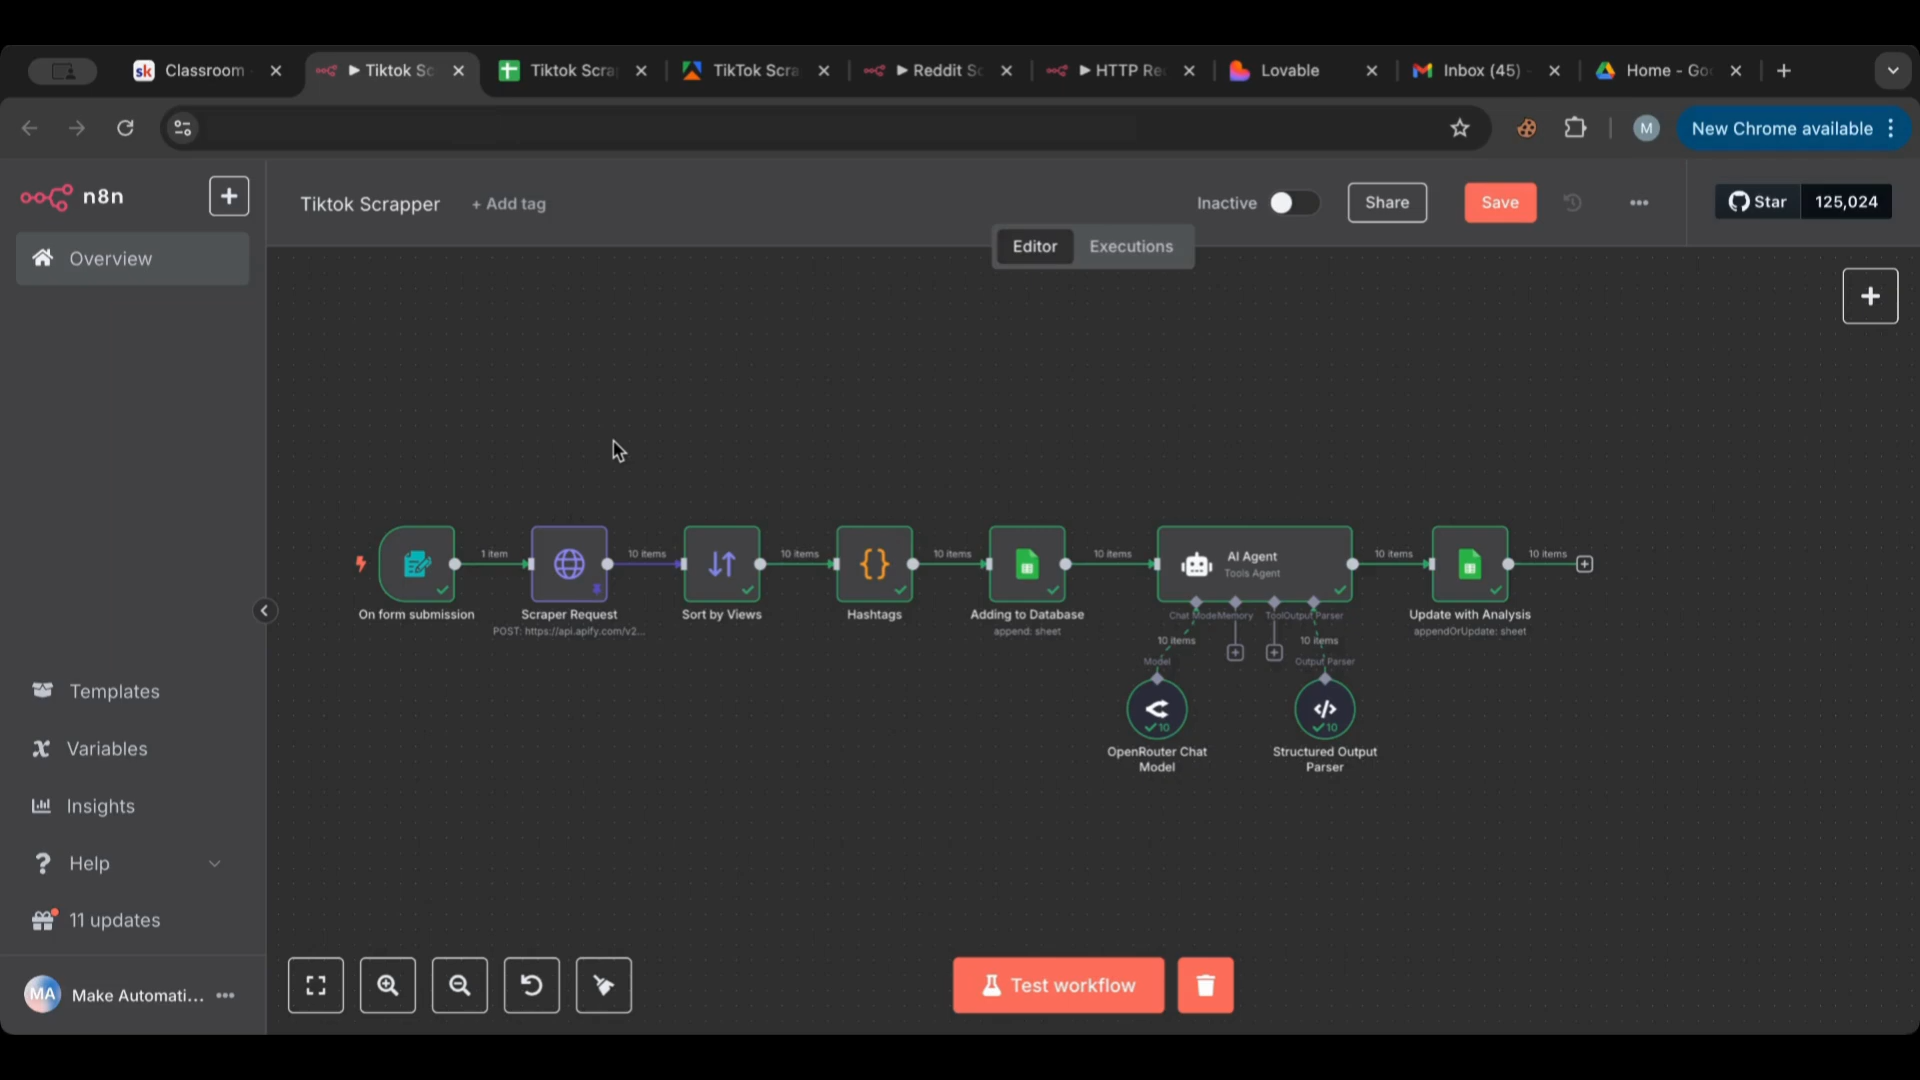 Classroom
Tiktok Sc
Tiktok Scra
TikTok Scra
Reddit Sc
HTTP Re
Lovable
Inbox (45)
Home - Go
New Chrome available
M
n8n
Tiktok Scrapper
+ Add tag
Inactive
Share
Save
Star
125,024
Editor
Executions
Overview
1 item
10 items
10 items
10 items
10 items
10 items
10 items
AI Agent
Tools Agent
On form submission
Scraper Request
POST: https://api.apify.com/v2...
Sort by Views
Hashtags
Adding to Database
append: sheet
Chat Mode
Memory
Tool
Output Parser
Update with Analysis
appendOrUpdate: sheet
10 items
10 items
Model
Output Parser
10
10
OpenRouter Chat
Model
Structured Output
Parser
Templates
Variables
Insights
Help
11 updates
MA
Make Automati...
Test workflow